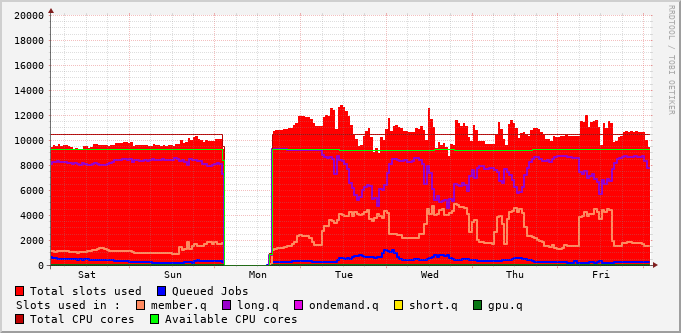 RRDTOOL / TOBI OETIKER
20000
18000
16000
14000
12000
10000
8000
6000
4000
2000
0
Sat Sun Mon Tue Wed Thu Fri
Total slots used Queued Jobs
Slots used in : member.q long.q ondemand.q short.q gpu.q
Total CPU cores Available CPU cores